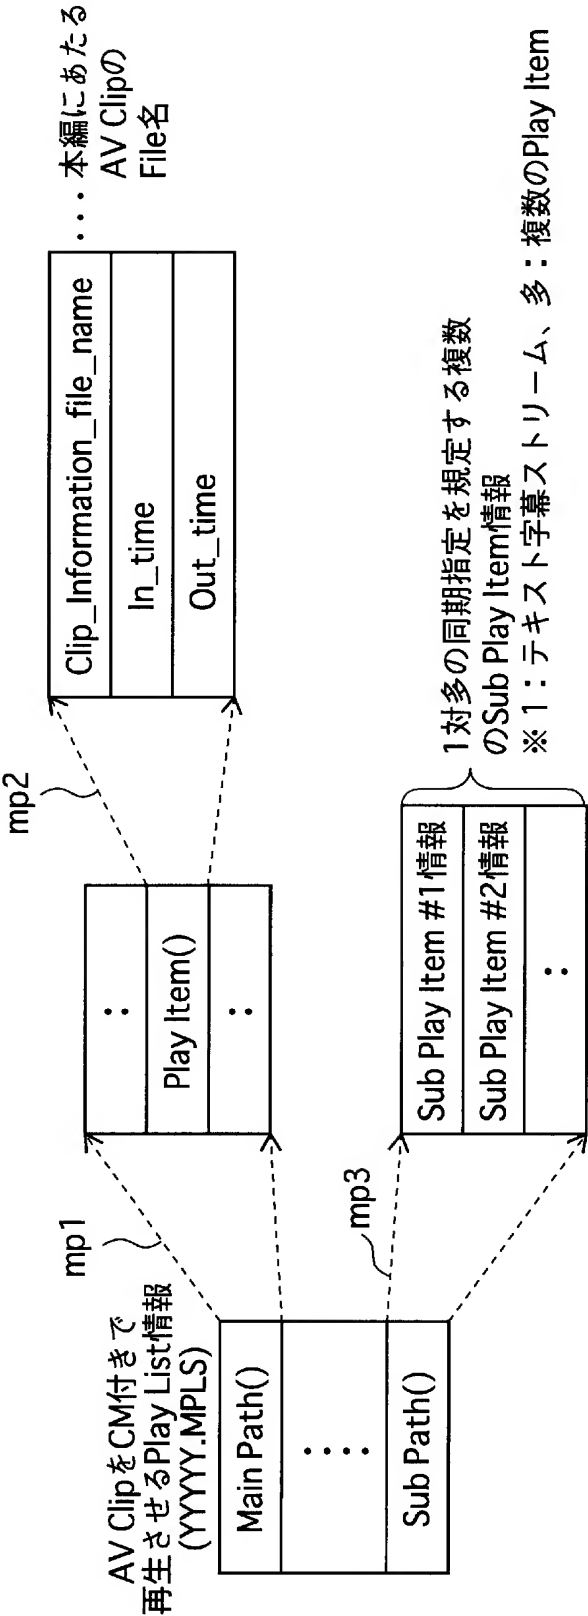 AV ClipをCM付きで
再生させるPlay List情報
(YYYYY.MPLS)
Main Path()
・・・・
Sub Path()
mp1
:
Play Item()
:
mp2
Clip_Information_file_name
In_time
Out_time
・・・本編にあたる
AV Clipの
File名
mp3
Sub Play Item #1情報
Sub Play Item #2情報
:
1対多の同期指定を規定する複数
のSub Play Item情報
※1：テキスト字幕ストリーム、多：複数のPlay Item